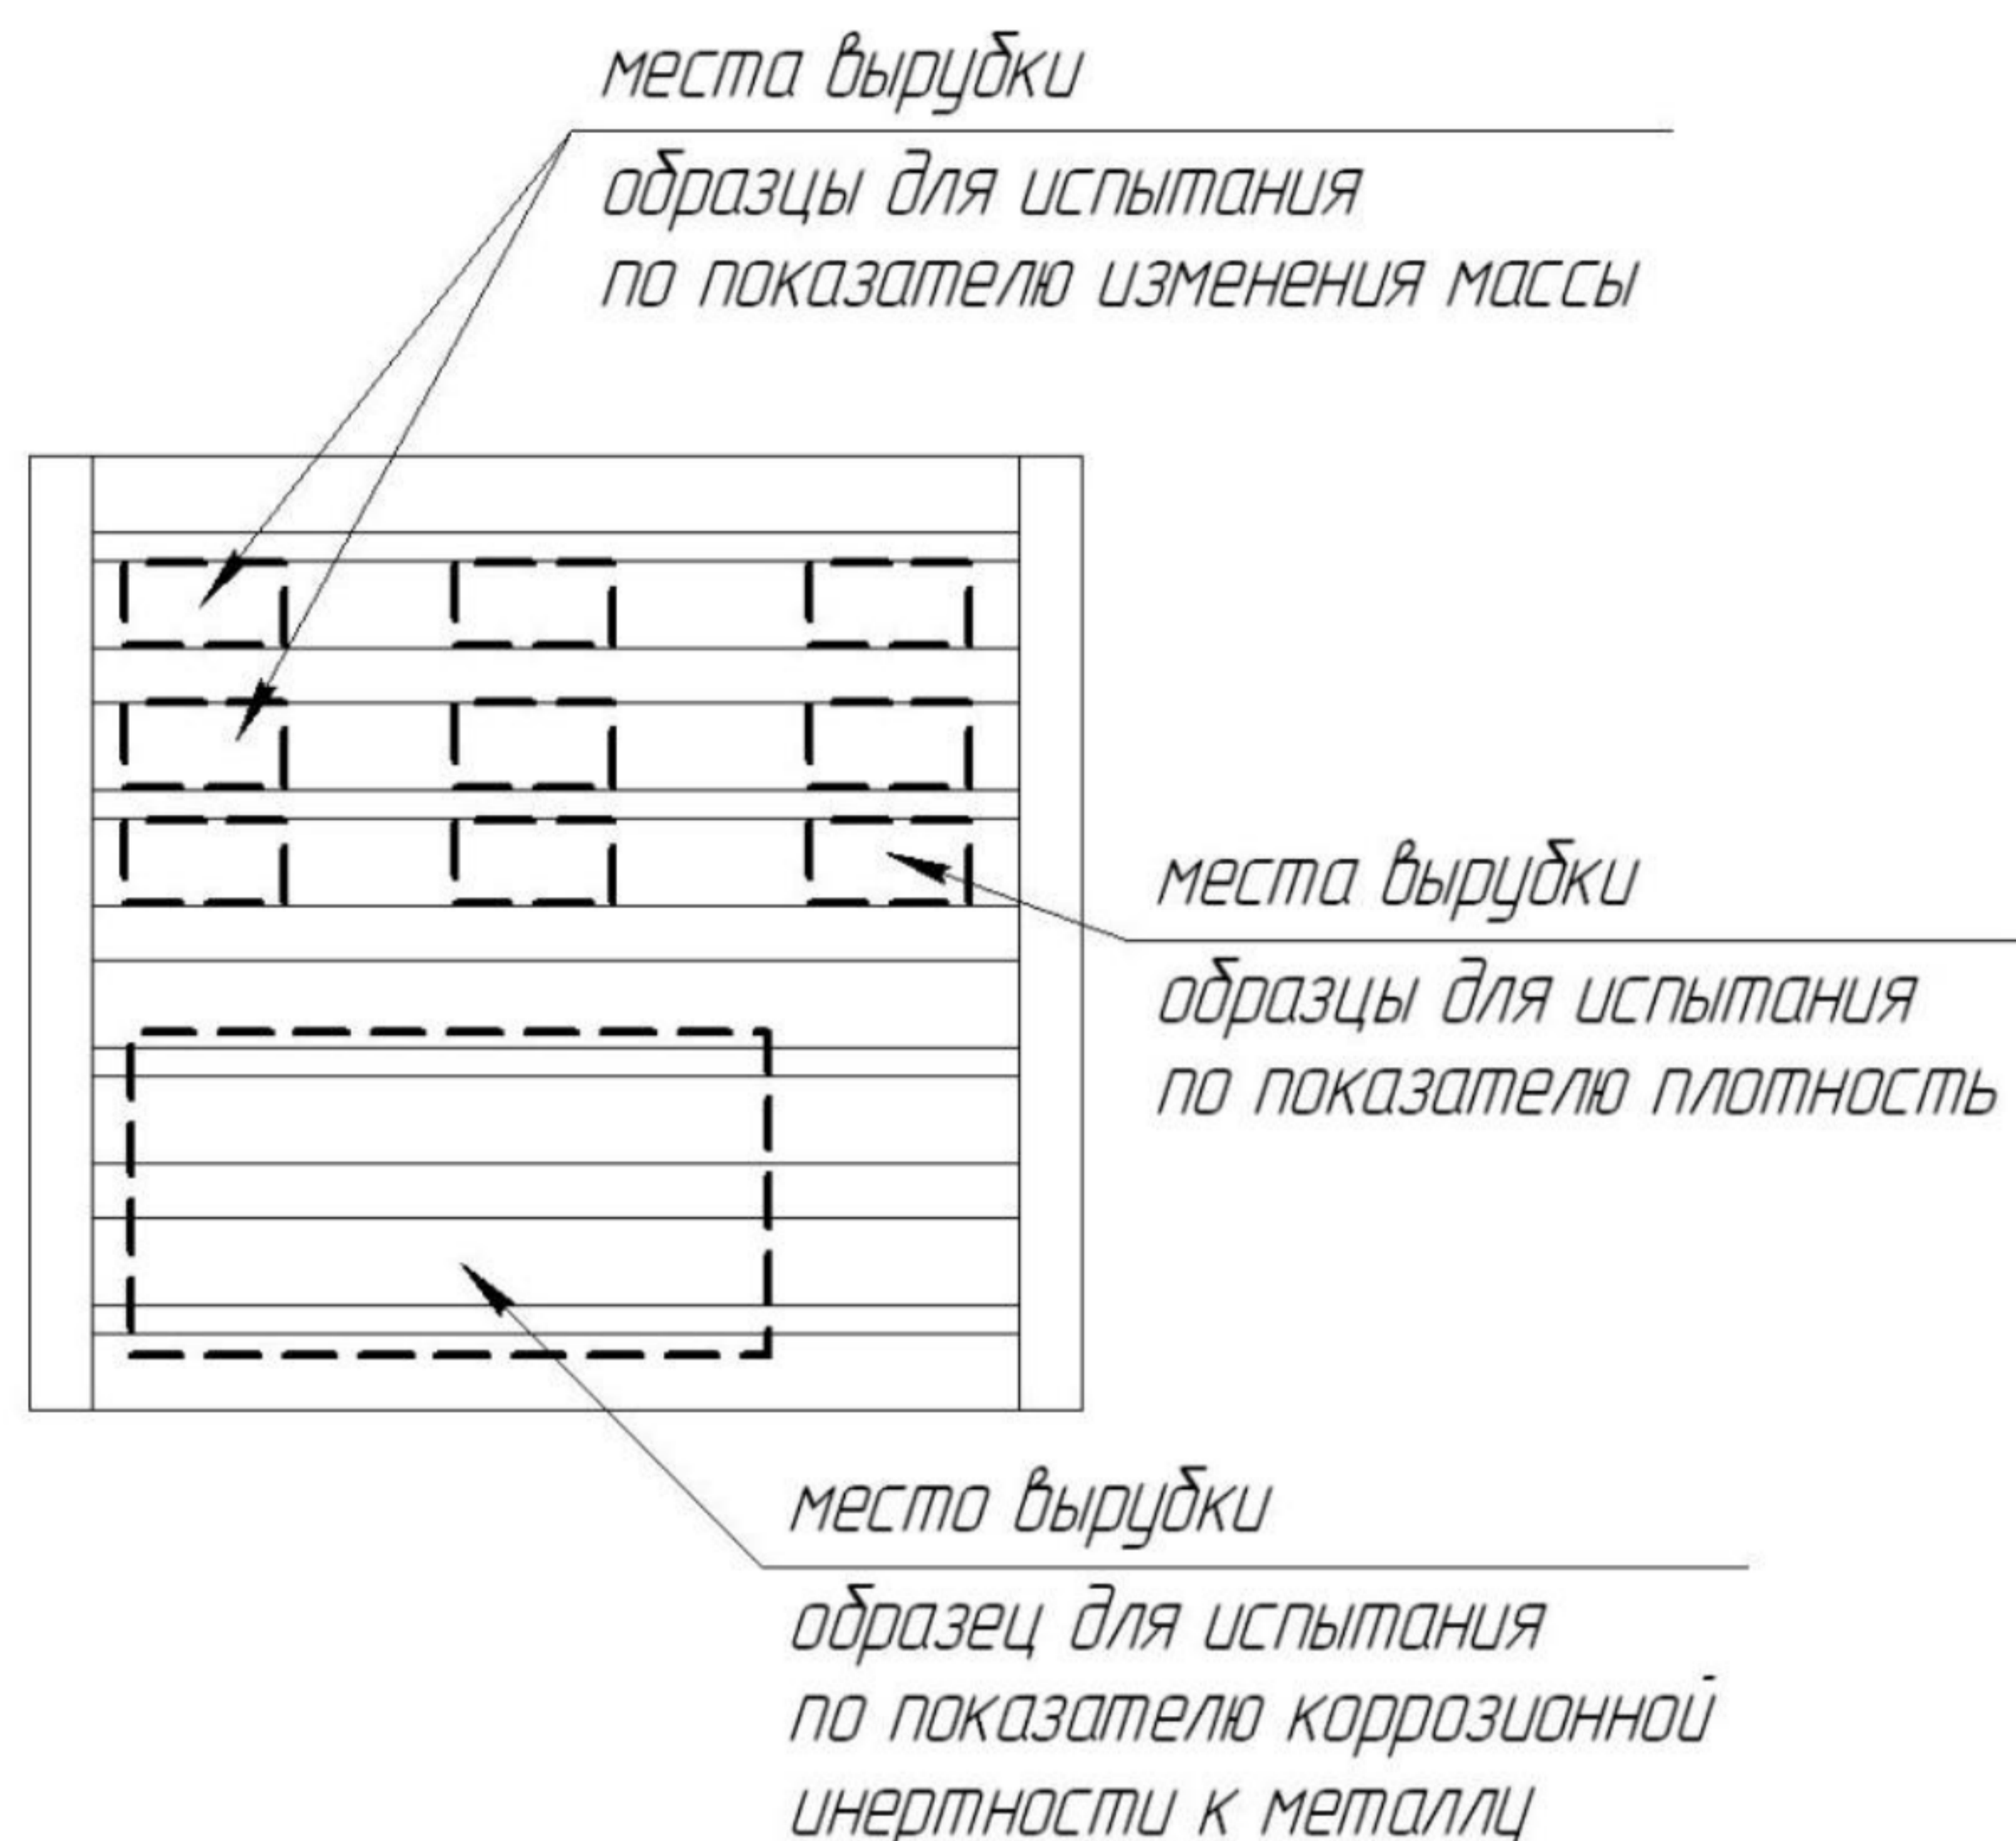 места вырубки
образцы для испытания
по показателю изменения массы
места вырубки
образцы для испытания
по показателю плотность
место вырубки
образец для испытания
по показателю коррозионной
инертности к металлу